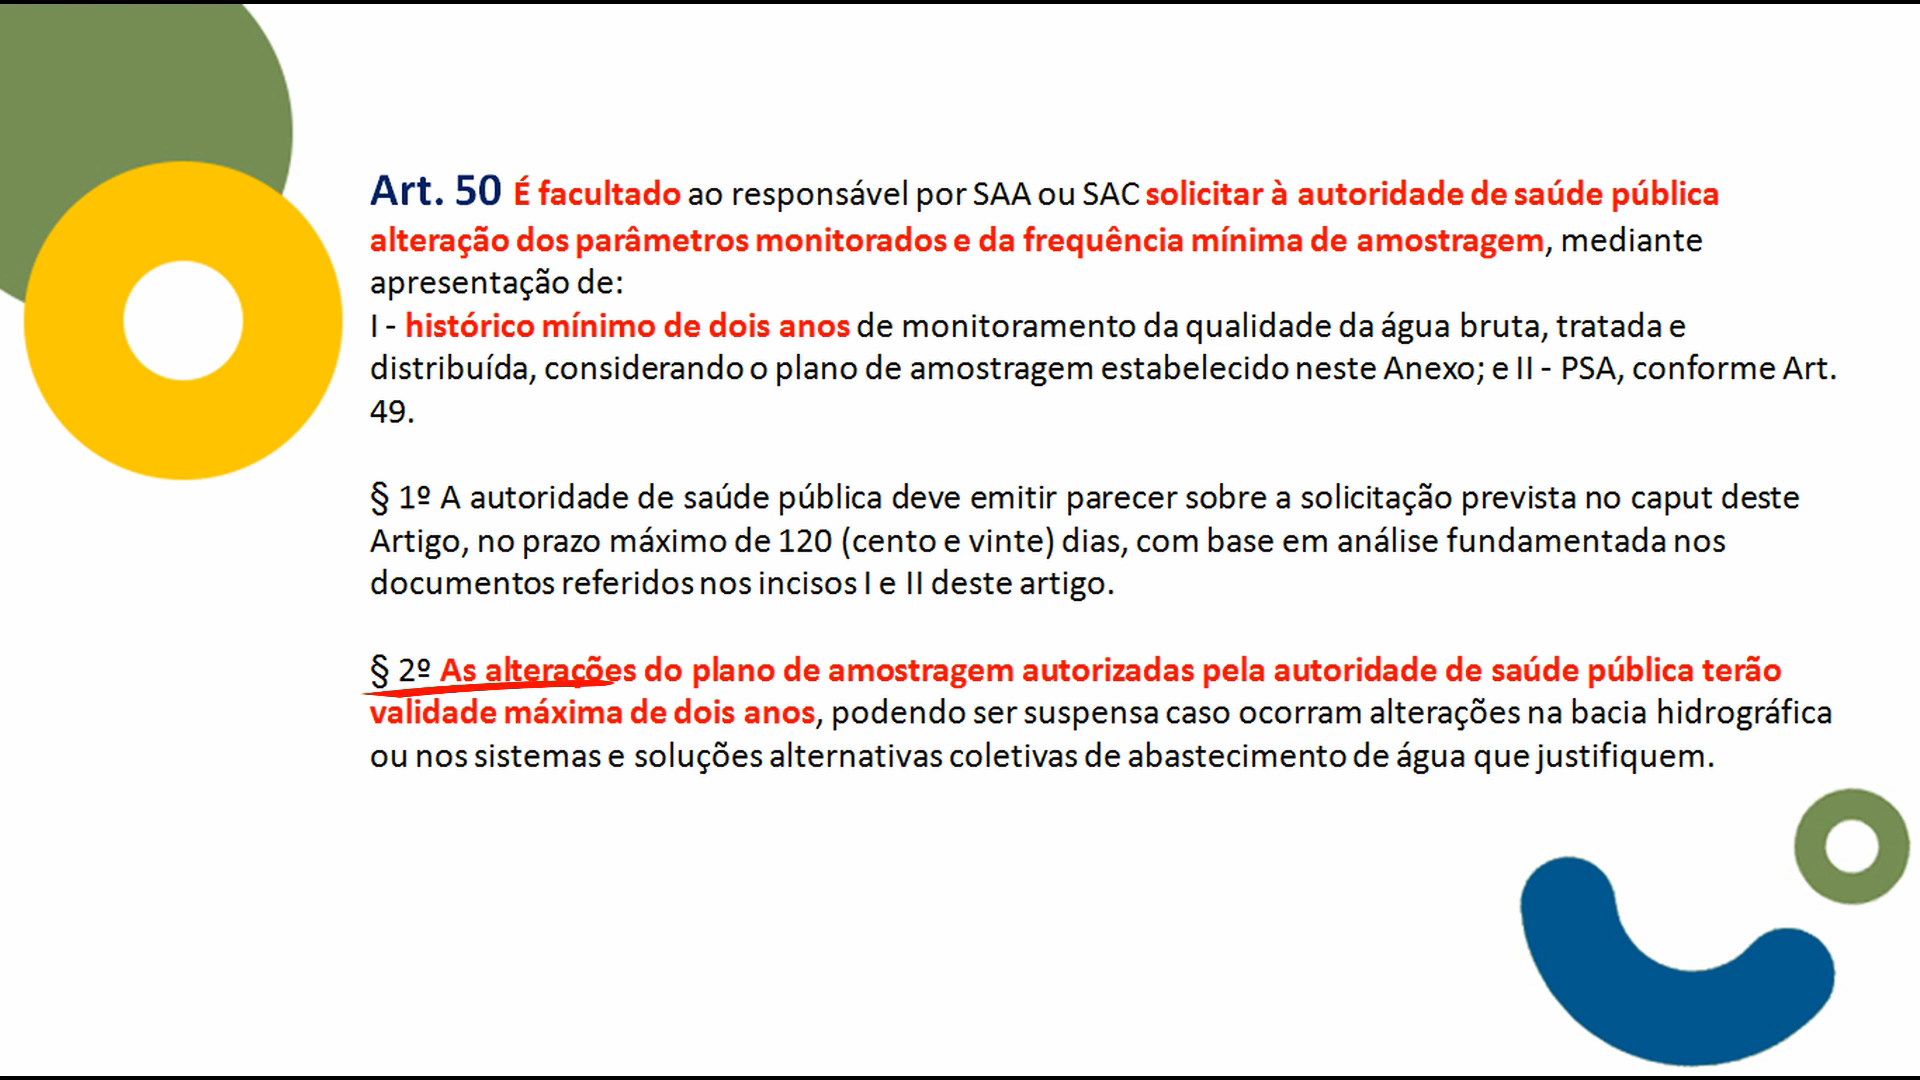 Art. 50 É facultado ao responsável por SAA ou SAC solicitar à autoridade de saúde pública
alteração dos parâmetros monitorados e da frequência mínima de amostragem, mediante
apresentação de:
I - histórico mínimo de dois anos de monitoramento da qualidade da água bruta, tratada e
distribuída, considerando o plano de amostragem estabelecido neste Anexo; e II - PSA, conforme Art.
49.
§ 1º A autoridade de saúde pública deve emitir parecer sobre a solicitação prevista no caput deste
Artigo, no prazo máximo de 120 (cento e vinte) dias, com base em análise fundamentada nos
documentos referidos nos incisos I e II deste artigo.
§ 2º As alterações do plano de amostragem autorizadas pela autoridade de saúde pública terão
validade máxima de dois anos, podendo ser suspensa caso ocorram alterações na bacia hidrográfica
ou nos sistemas e soluções alternativas coletivas de abastecimento de água que justifiquem.